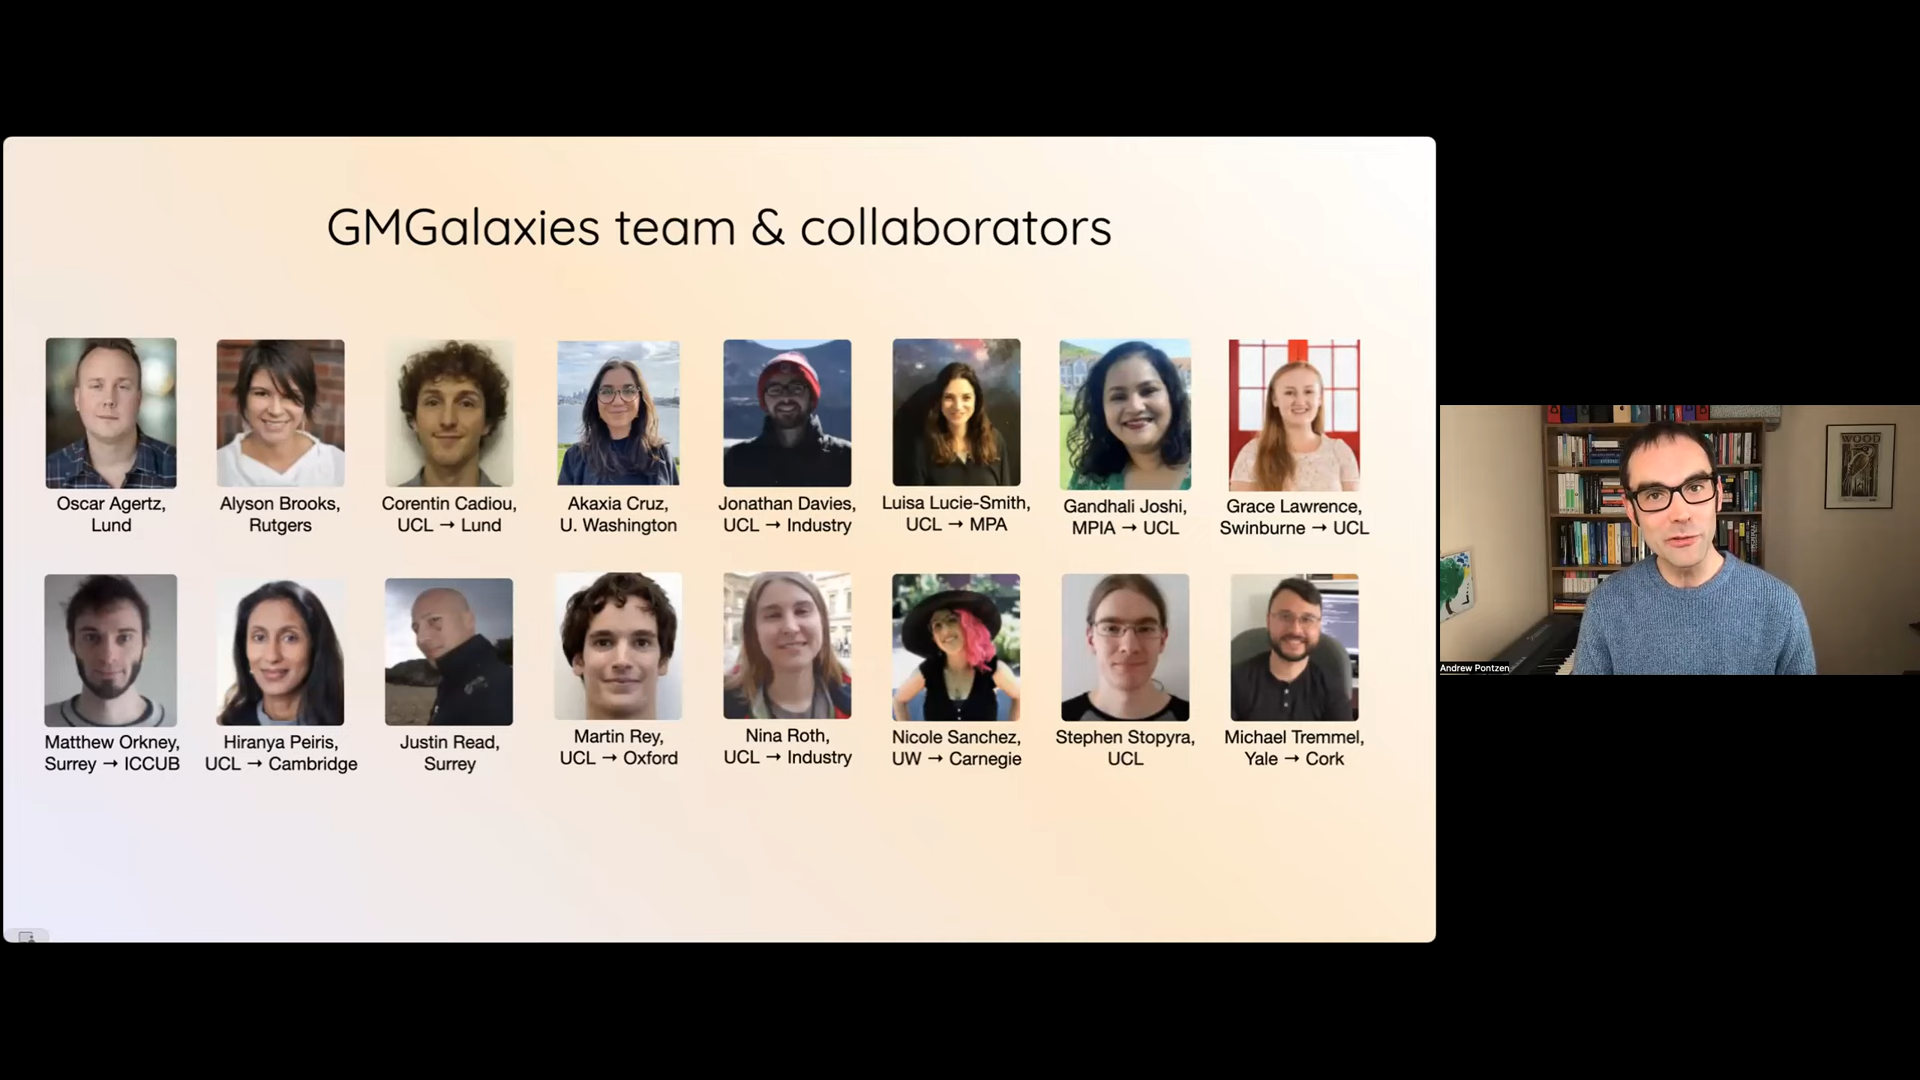 GMGalaxies team & collaborators
Oscar Agertz,
Lund
Alyson Brooks,
Rutgers
Corentin Cadiou,
UCL → Lund
Akaxia Cruz,
U. Washington
Jonathan Davies,
UCL → Industry
Luisa Lucie-Smith,
UCL → MPA
Gandhali Joshi,
MPIA → UCL
Grace Lawrence,
Swinburne → UCL
Matthew Orkney,
Surrey → ICCUB
Hiranya Peiris,
UCL → Cambridge
Justin Read,
Surrey
Martin Rey,
UCL → Oxford
Nina Roth,
UCL → Industry
Nicole Sanchez,
UW → Carnegie
Stephen Stopyra,
UCL
Michael Tremmel,
Yale → Cork
WOOD
Andrew Pontzen